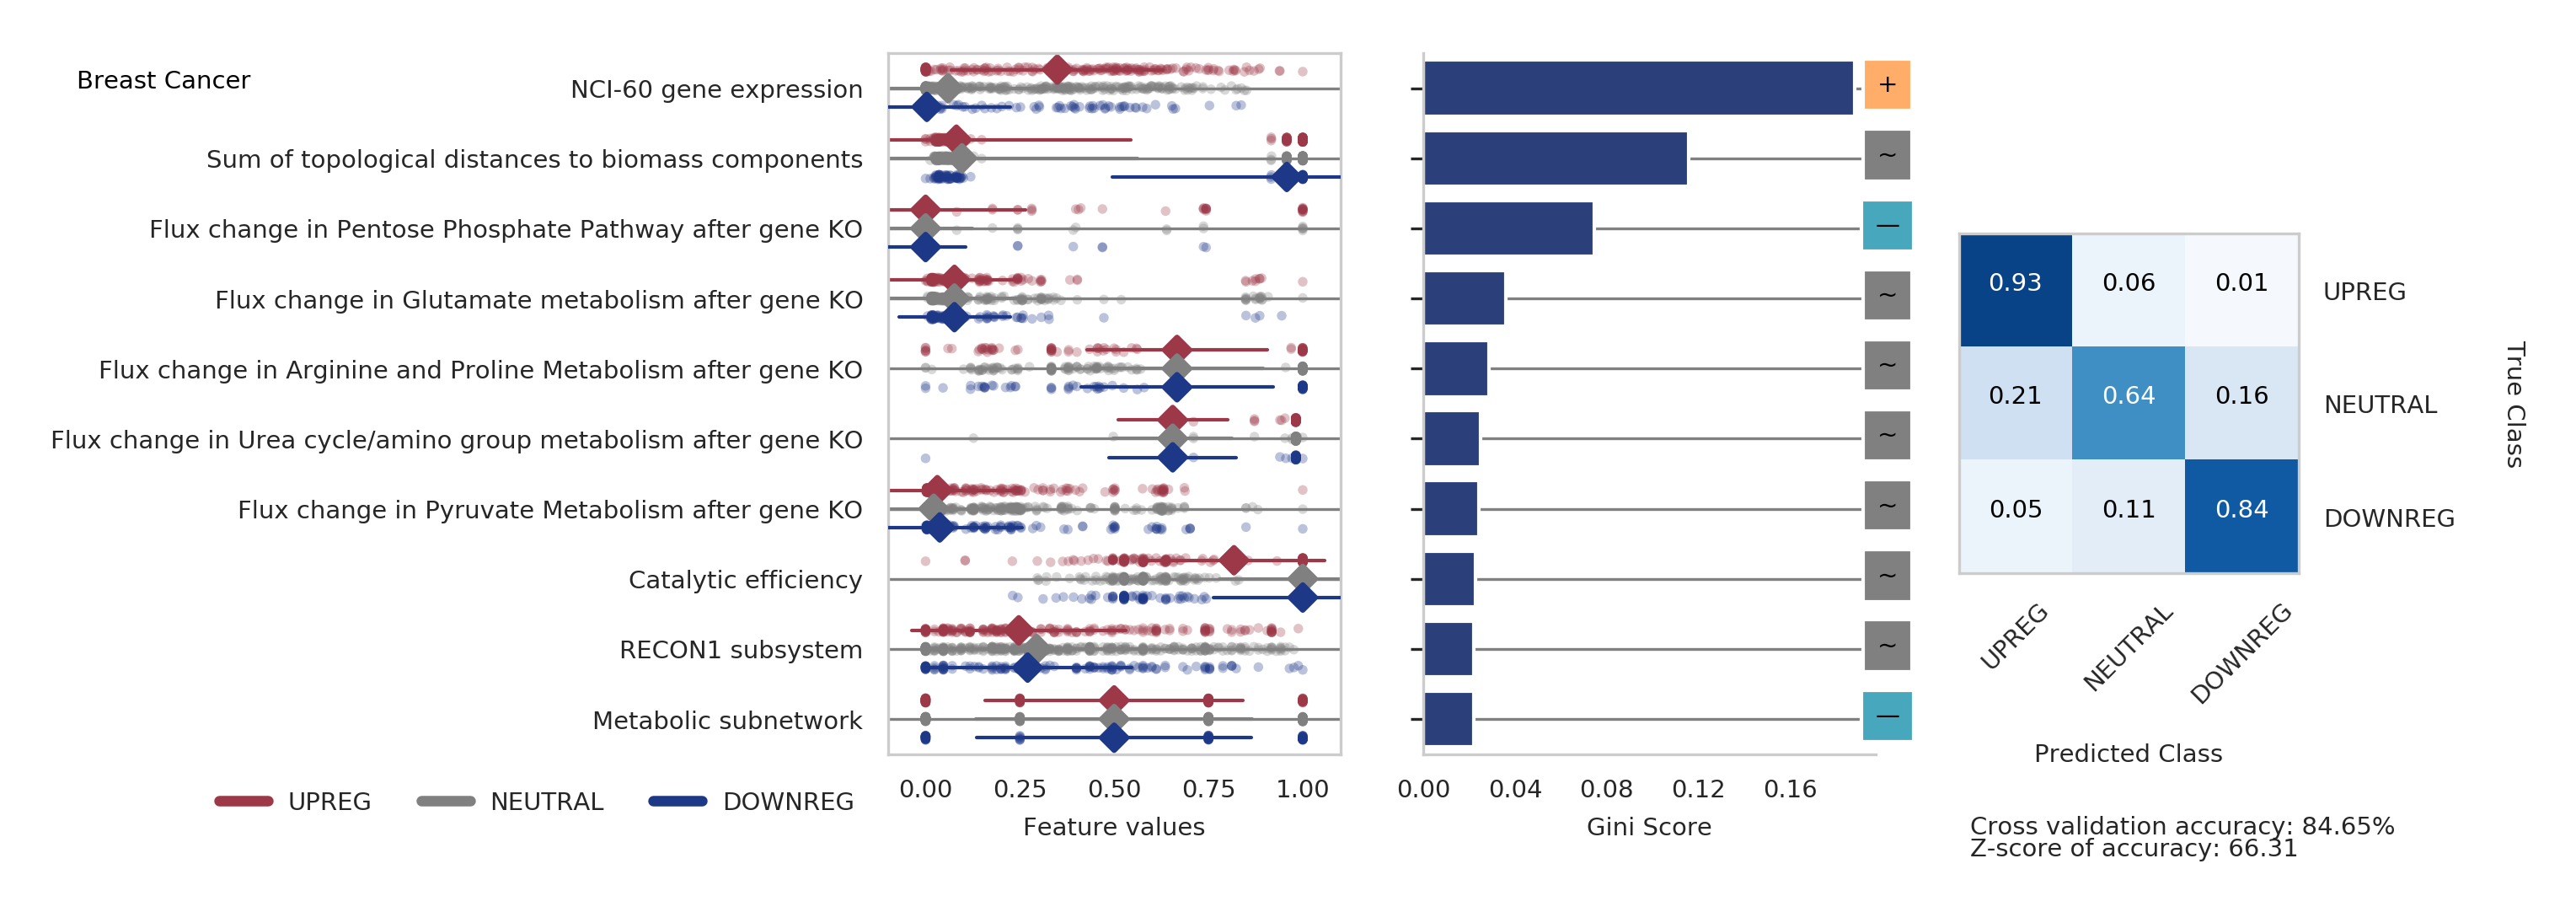 Breast Cancer
NCI-60 gene expression
Sum of topological distances to biomass components
Flux change in Pentose Phosphate Pathway after gene KO
Flux change in Glutamate metabolism after gene KO
Flux change in Arginine and Proline Metabolism after gene KO
Flux change in Urea cycle/amino group metabolism after gene KO
Flux change in Pyruvate Metabolism after gene KO
Catalytic efficiency
RECON1 subsystem
Metabolic subnetwork
UPREG NEUTRAL DOWNREG
0.00 0.25 0.50 0.75 1.00
Feature values
+
~
—
~
~
~
~
~
~
—
0.00 0.04 0.08 0.12 0.16
Gini Score
0.93 0.06 0.01 UPREG
0.21 0.64 0.16 NEUTRAL
0.05 0.11 0.84 DOWNREG
True Class
UPREG NEUTRAL DOWNREG
Predicted Class
Cross validation accuracy: 84.65%
Z-score of accuracy: 66.31